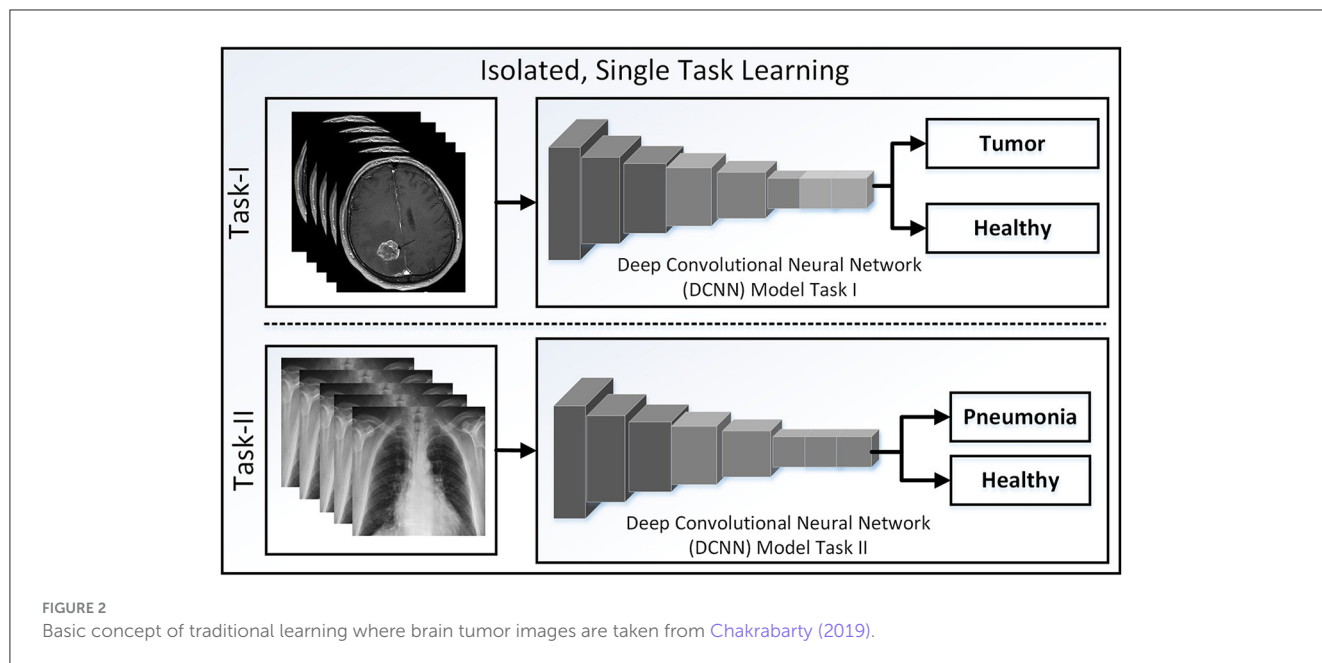 Isolated, Single Task Learning
Task-I
Tumor
Healthy
Deep Convolutional Neural Network
(DCNN) Model Task I
Task-II
Pneumonia
Healthy
Deep Convolutional Neural Network
(DCNN) Model Task II
FIGURE 2
Basic concept of traditional learning where brain tumor images are taken from Chakrabarty (2019).